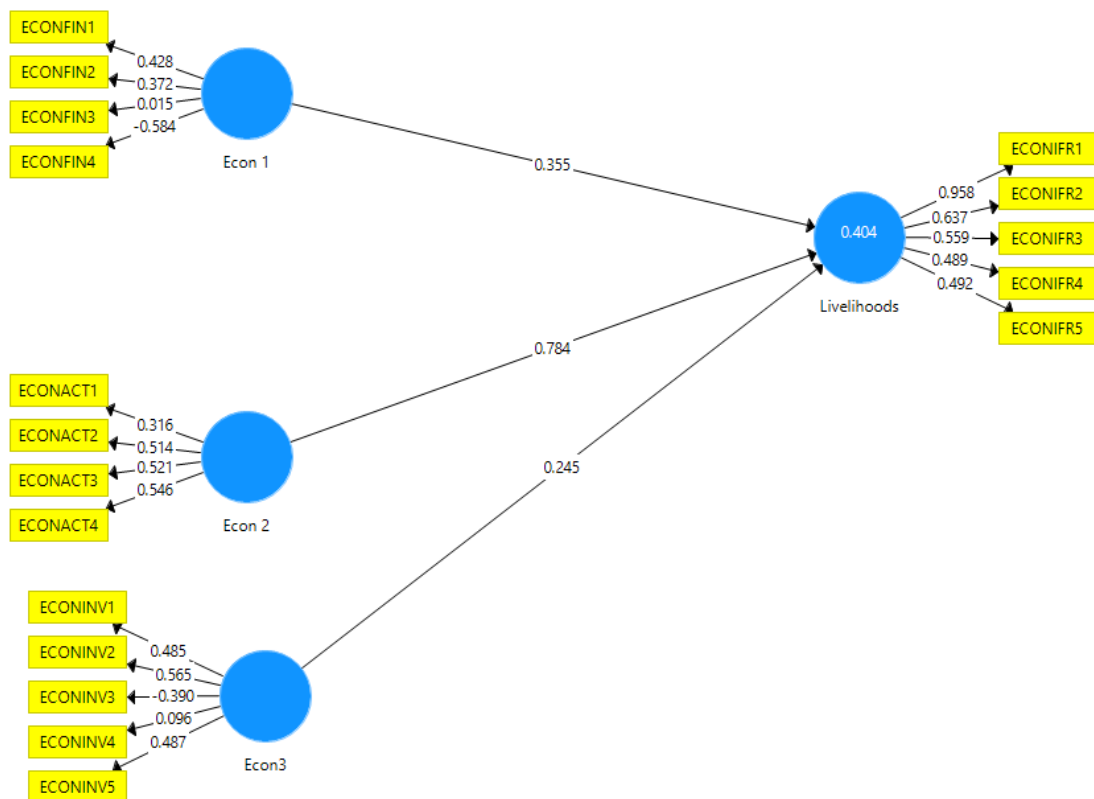 ECONFIN1
ECONFIN2
ECONFIN3
ECONFIN4
0.428
0.372
0.015
-0.584
Econ 1
0.355
ECONACT1
ECONACT2
ECONACT3
ECONACT4
0.316
0.514
0.521
0.546
Econ 2
0.784
ECONINV1
ECONINV2
ECONINV3
ECONINV4
ECONINV5
0.485
0.565
-0.390
0.096
0.487
Econ3
0.245
0.404
Livelihoods
0.958
0.637
0.559
0.489
0.492
ECONIFR1
ECONIFR2
ECONIFR3
ECONIFR4
ECONIFR5